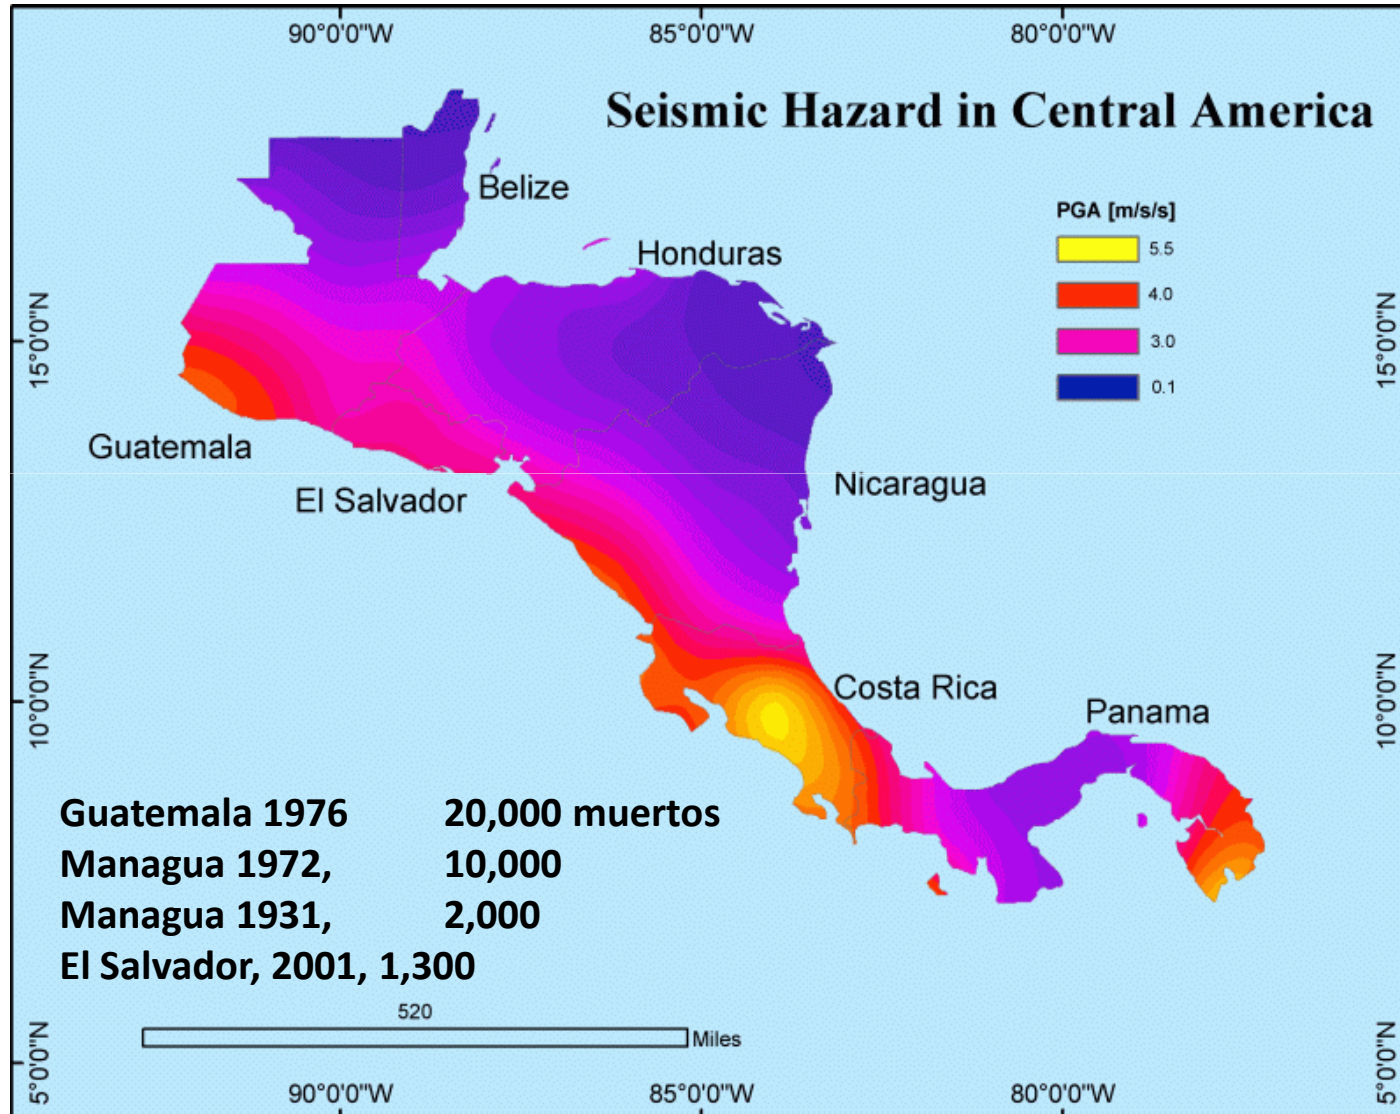 90°0'0"W 85°0'0"W 80°0'0"W
Seismic Hazard in Central America
Belize
PGA [m/s/s]
5.5
4.0
3.0
0.1
Honduras
15°0'0"N 15°0'0"N
Guatemala
El Salvador
Nicaragua
10°0'0"N 10°0'0"N
Costa Rica
Panama
Guatemala 1976 20,000 muertos
Managua 1972, 10,000
Managua 1931, 2,000
El Salvador, 2001, 1,300
520
Miles
5°0'0"N 5°0'0"N
90°0'0"W 85°0'0"W 80°0'0"W